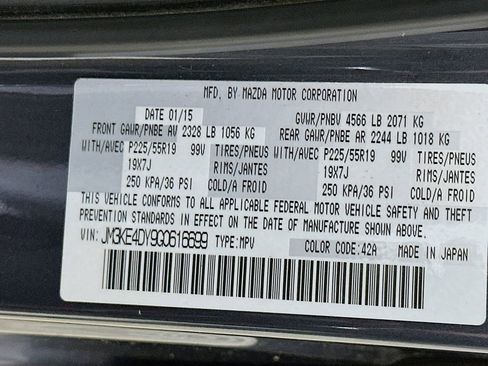 MFD. BY MAZDA MOTOR CORPORATION
DATE 01/15 GVWR/PNBV 4566 LB 2071 KG
FRONT GAWR/PNBE AV 2328 LB 1056 KG REAR GAWR/PNBE AR 2244 LB 1018 KG
WITH/AVEC P225/55R19 99V TIRES/PNEUS WITH/AVEC P225/55R19 99V TIRES/PNEUS
19X7J RIMS/JANTES 19X7J RIMS/JANTES
250 KPA/36 PSI COLD/A FROID 250 KPA/36 PSI COLD/A FROID
THIS VEHICLE CONFORMS TO ALL APPLICABLE FEDERAL MOTOR VEHICLE SAFETY AND THEFT
PREVENTION STANDARDS IN EFFECT ON THE DATE OF MANUFACTURE SHOWN ABOVE.
VIN: JM3KE4DY9G0616699 TYPE: MPV COLOR CODE: 42A MADE IN JAPAN